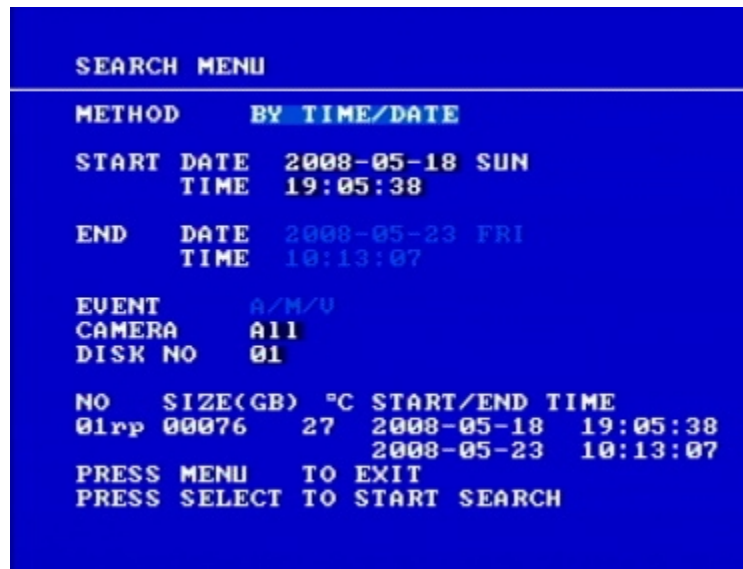 SEARCH MENU
METHOD BY TIME/DATE
START DATE 2008-05-18 SUN
TIME 19:05:38
END DATE 2008-05-23 FRI
TIME 10:13:07
EVENT A/M/V
CAMERA All
DISK NO 01
NO SIZE(GB) °C START/END TIME
01rp 00076 27 2008-05-18 19:05:38
2008-05-23 10:13:07
PRESS MENU TO EXIT
PRESS SELECT TO START SEARCH